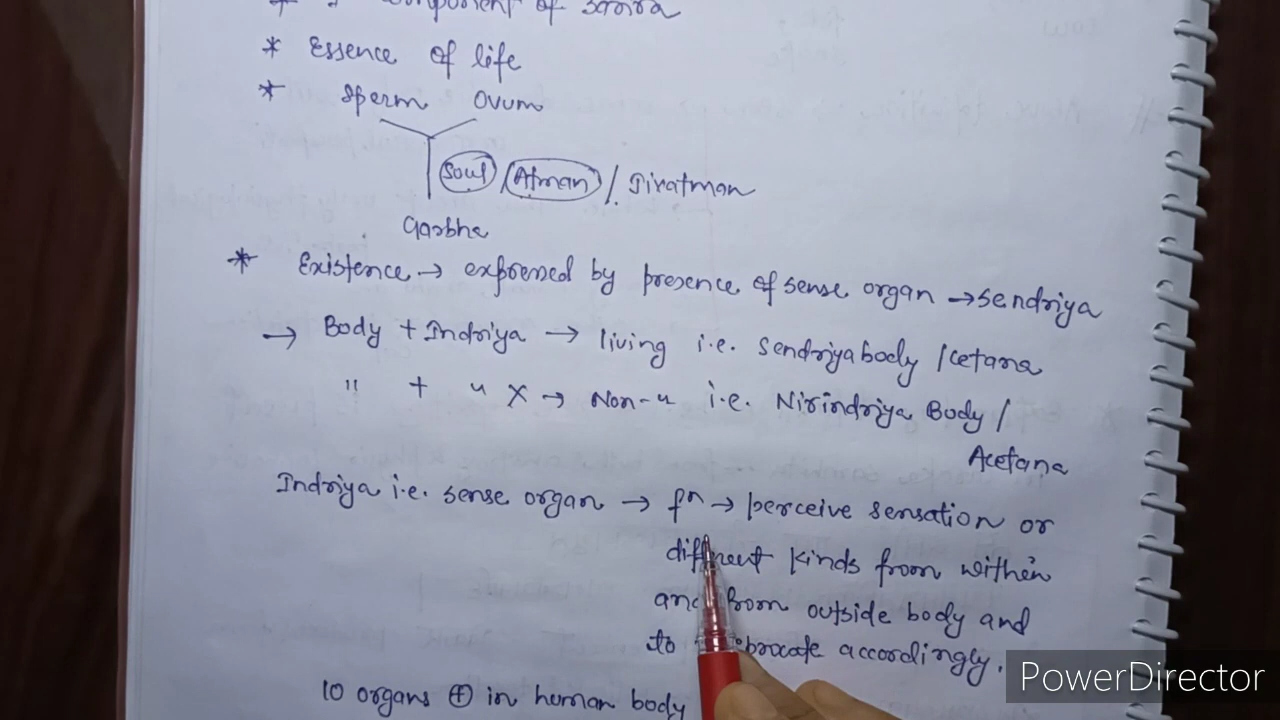 component of
* Essence of life
* Sperm Ovum
Soul / Atman / Jivatman
Garbha
* Existence → expressed by presence of sense organ → Sendriya
→ Body + Indriya → living i.e. Sendriya body / Cetana
" + " X → Non-" i.e. Nirindriya Body /
Acetana
Indriya i.e. sense organ → fⁿ → perceive sensation or
different kinds from within
and from outside body and
to accordingly.
10 organs ⊕ in human body
PowerDirector